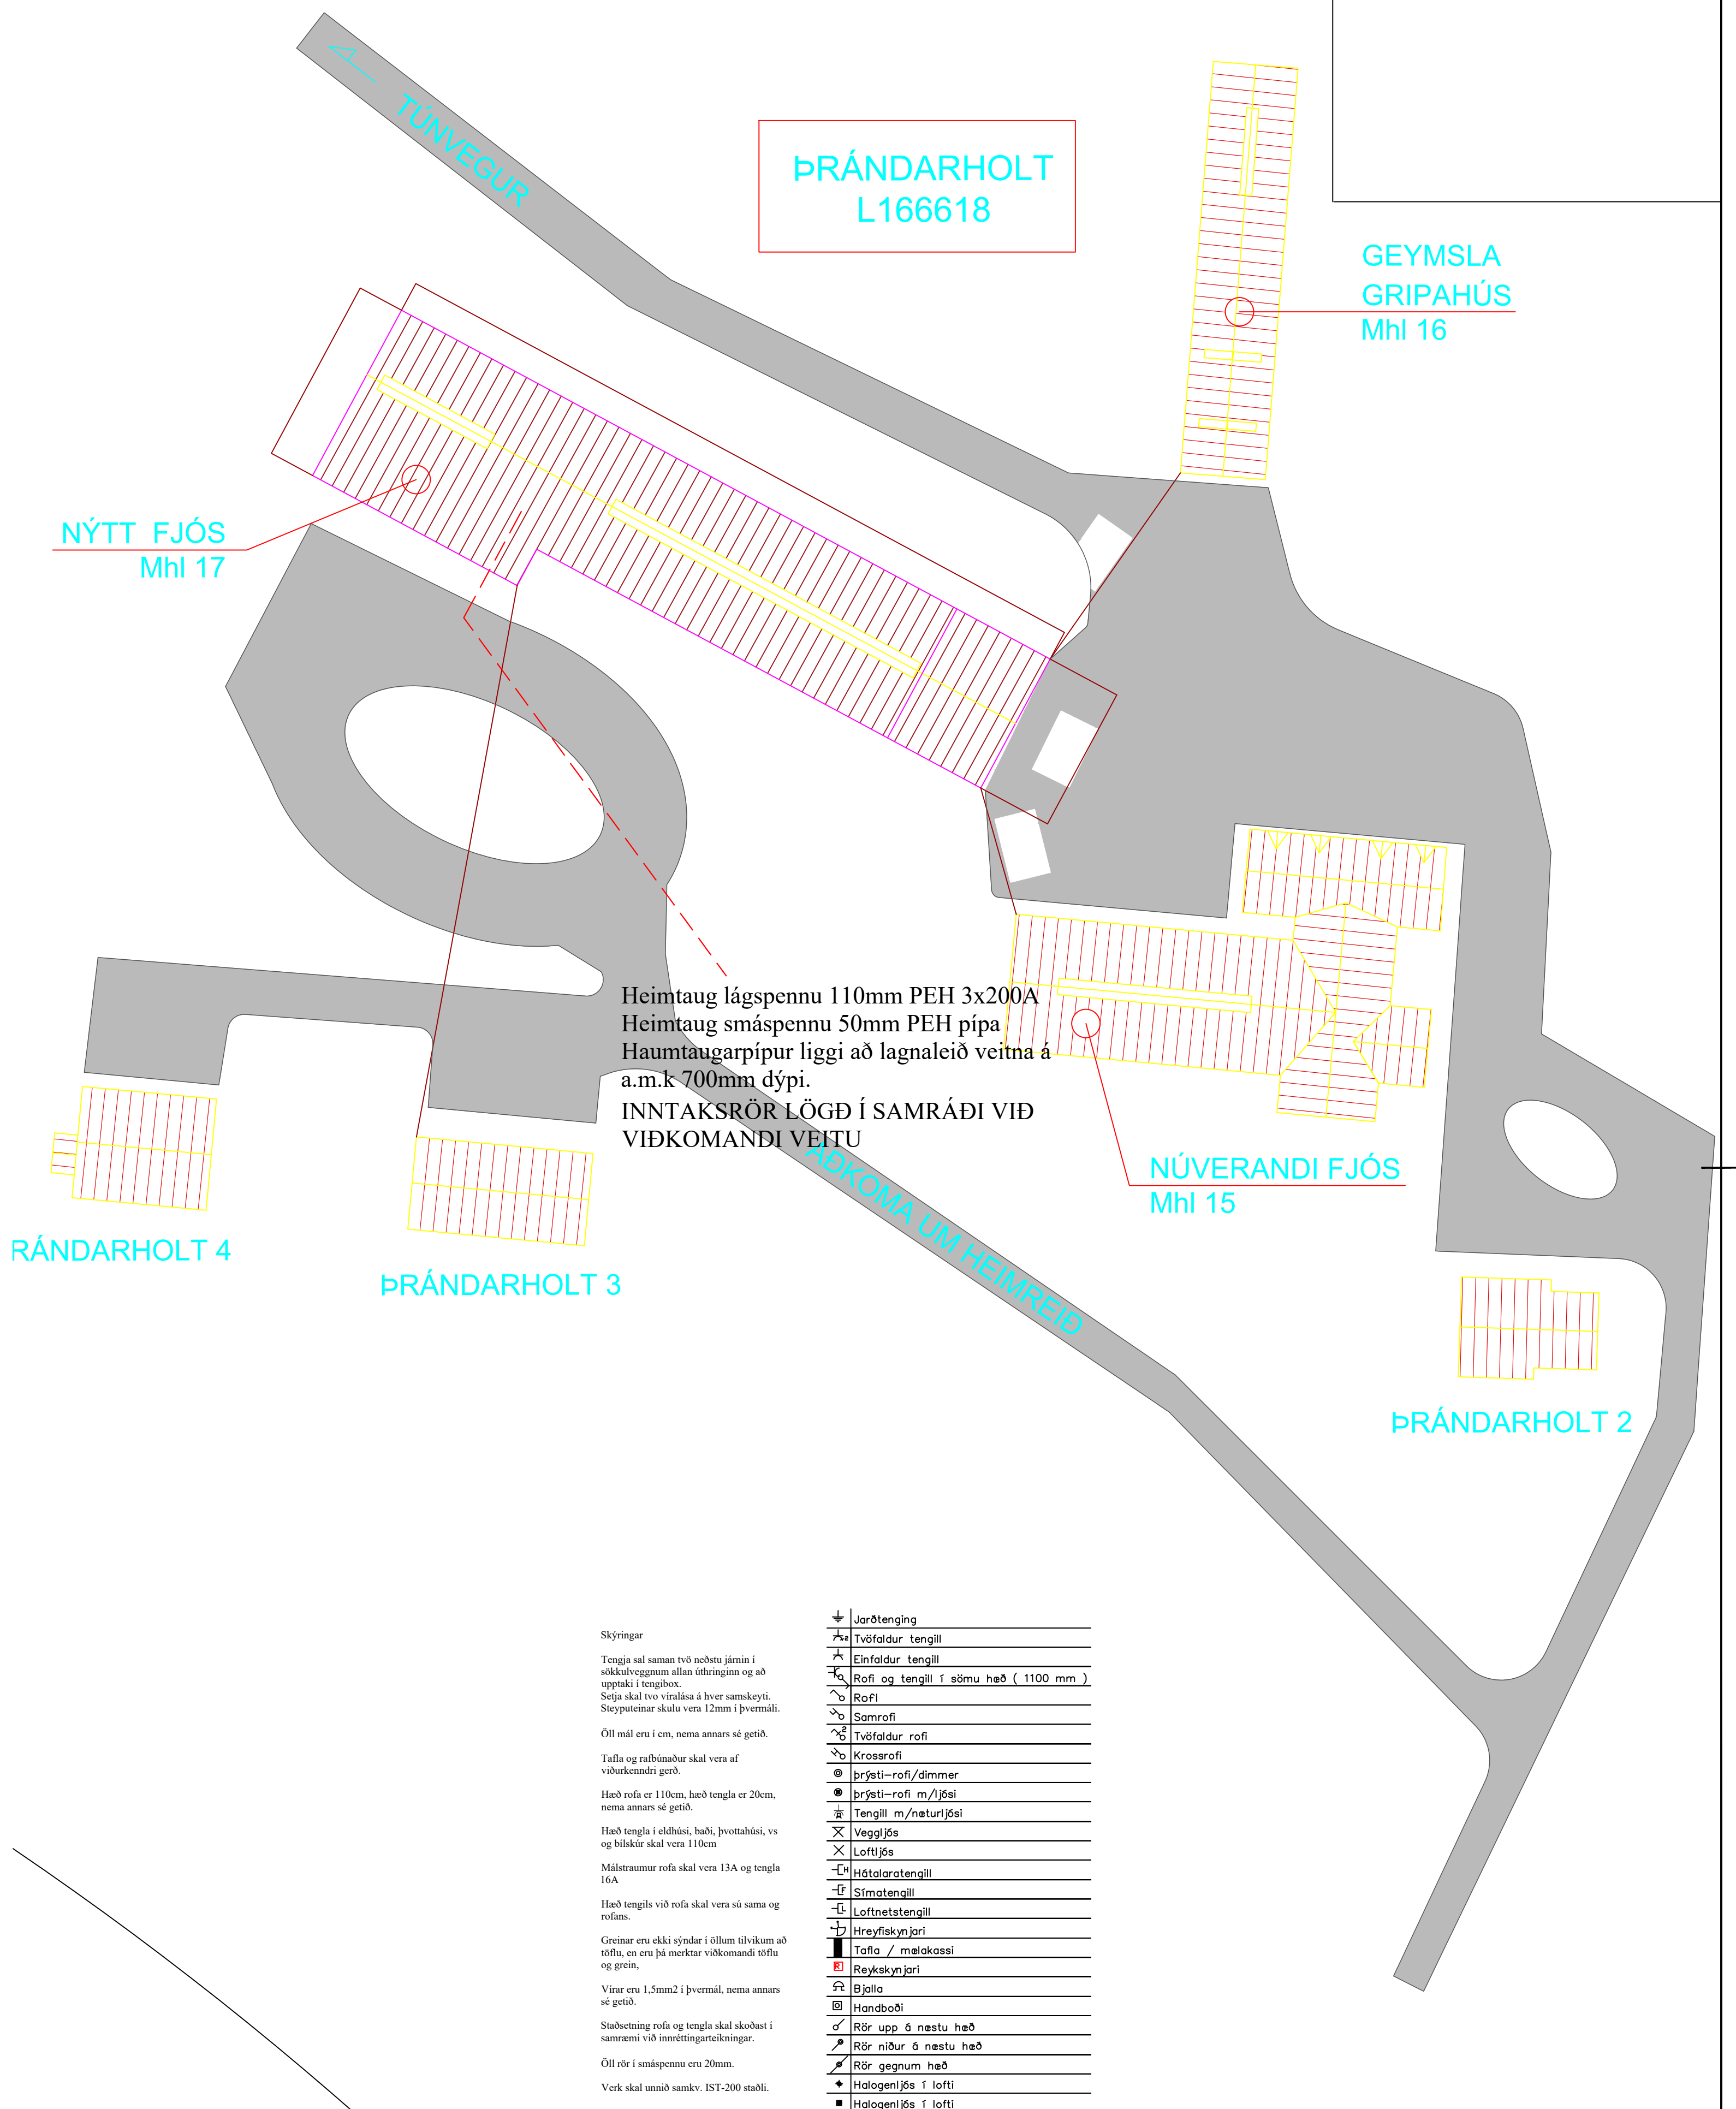 TÚNVEGUR
ÞRÁNDARHOLT
L166618
GEYMSLA
GRIPAHÚS
Mhl 16
NÝTT FJÓS
Mhl 17
Heimtaug lágspennu 110mm PEH 3x200A
Heimtaug smáspennu 50mm PEH pípa
Haumtaugarpípur liggi að lagnaleið veitna á
a.m.k 700mm dýpi.
INNTAKSRÖR LÖGÐ Í SAMRÁÐI VIÐ
VIÐKOMANDI VEITU
AÐKOMA UM HEIMREIÐ
NÚVERANDI FJÓS
Mhl 15
RÁNDARHOLT 4
ÞRÁNDARHOLT 3
ÞRÁNDARHOLT 2
Skýringar
Tengja sal saman tvö neðstu járnin í
sökkulveggnum allan úthringinn og að
upptaki í tengibox.
Setja skal tvo víralása á hver samskeyti.
Steyputeinar skulu vera 12mm í þvermáli.
Öll mál eru í cm, nema annars sé getið.
Tafla og rafbúnaður skal vera af
viðurkenndri gerð.
Hæð rofa er 110cm, hæð tengla er 20cm,
nema annars sé getið.
Hæð tengla í eldhúsi, baði, þvottahúsi, vs
og bílskúr skal vera 110cm
Málstraumur rofa skal vera 13A og tengla
16A
Hæð tengils við rofa skal vera sú sama og
rofans.
Greinar eru ekki sýndar í öllum tilvikum að
töflu, en eru þá merktar viðkomandi töflu
og grein,
Vírar eru 1,5mm2 í þvermál, nema annars
sé getið.
Staðsetning rofa og tengla skal skoðast í
samræmi við innréttingarteikningar.
Öll rör í smáspennu eru 20mm.
Verk skal unnið samkv. IST-200 staðli.
Jarðtenging
2 Tvöfaldur tengill
Einfaldur tengill
Rofi og tengill í sömu hæð ( 1100 mm )
Rofi
Samrofi
2 Tvöfaldur rofi
Krossrofi
þrýsti-rofi/dimmer
þrýsti-rofi m/ljósi
Tengill m/næturljósi
Veggljós
Loftljós
H Hátalaratengill
F Símatengill
L Loftnetstengill
Hreyfiskynjari
Tafla / mælakassi
R Reykskynjari
Bjalla
Handboði
Rör upp á næstu hæð
Rör niður á næstu hæð
Rör gegnum hæð
Halogenljós í lofti
Halogenljós í lofti